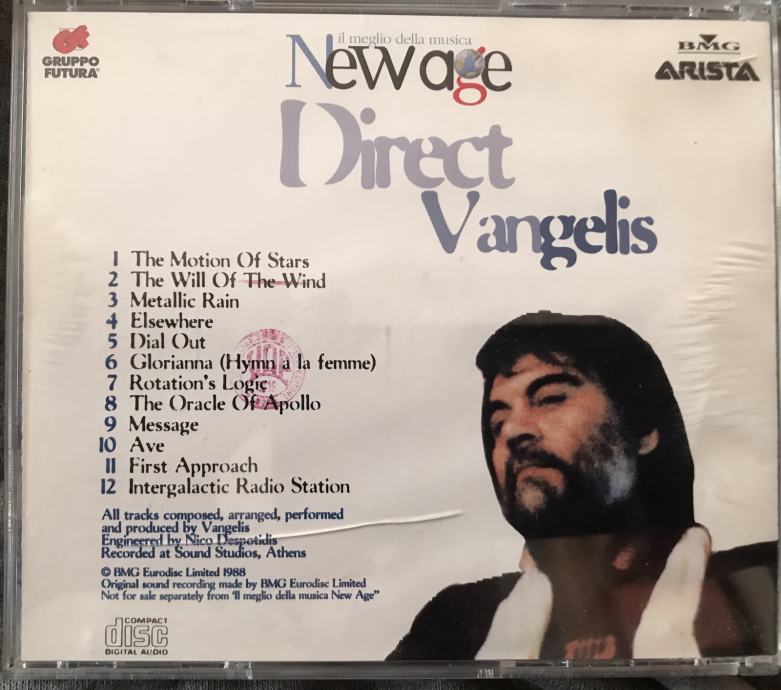 GRUPPO
FUTURA
il meglio della musica
New age
BMG
ARISTA
Direct
Vangelis
1 The Motion Of Stars
2 The Will Of The Wind
3 Metallic Rain
4 Elsewhere
5 Dial Out
6 Glorianna (Hymn a la femme)
7 Rotation's Logic
8 The Oracle Of Apollo
9 Message
10 Ave
11 First Approach
12 Intergalactic Radio Station
All tracks composed, arranged, performed
and produced by Vangelis
Engineered by Nico Despotidis
Recorded at Sound Studios, Athens
© BMG Eurodisc Limited 1988
Original sound recording made by BMG Eurodisc Limited
Not for sale separately from "Il meglio della musica New Age"
COMPACT
disc
DIGITAL AUDIO